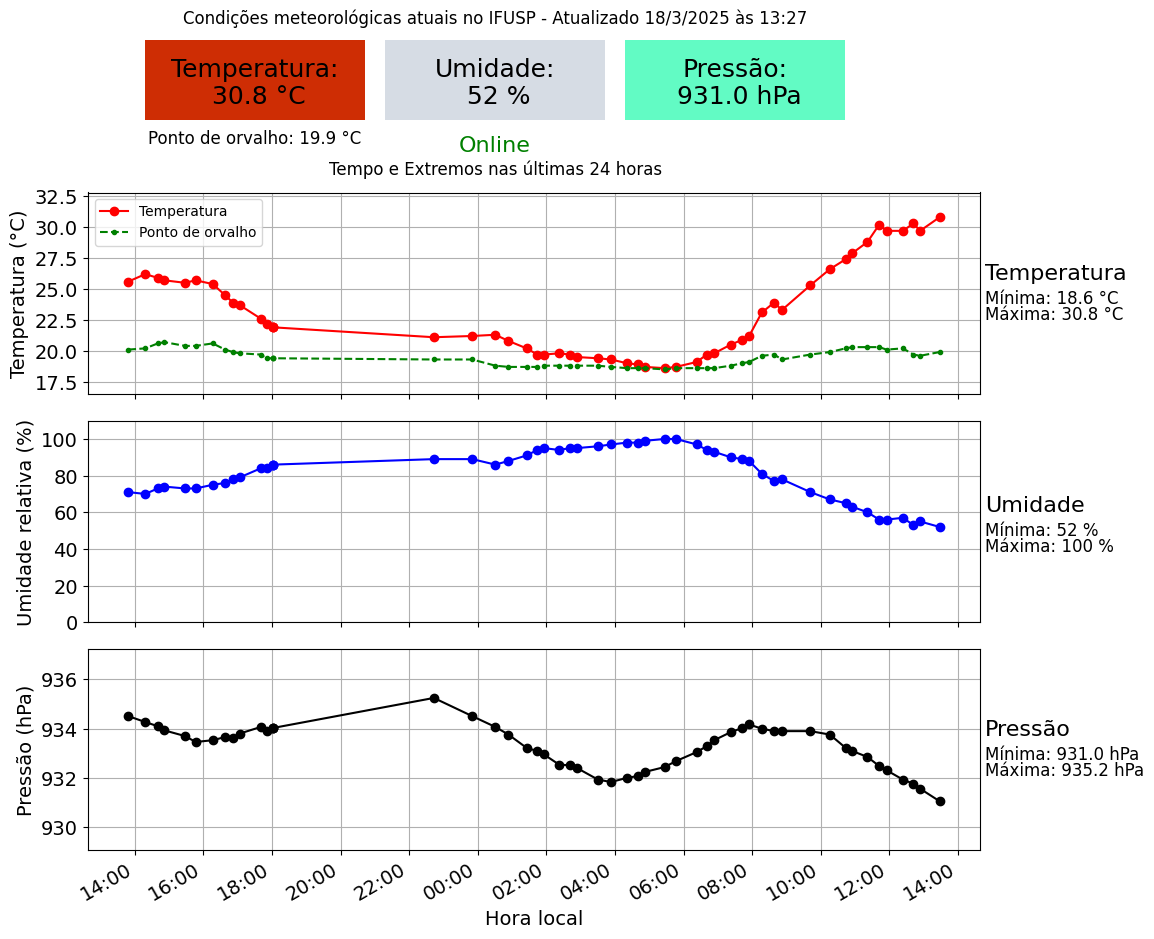 Condições meteorológicas atuais no IFUSP - Atualizado 18/3/2025 às 13:27
Temperatura:
30.8 °C
Umidade:
52 %
Pressão:
931.0 hPa
Ponto de orvalho: 19.9 °C
Online
Tempo e Extremos nas últimas 24 horas
Temperatura (°C)
32.5
30.0
27.5
25.0
22.5
20.0
17.5
Temperatura
Ponto de orvalho
Temperatura
Mínima: 18.6 °C
Máxima: 30.8 °C
Umidade relativa (%)
100
80
60
40
20
0
Umidade
Mínima: 52 %
Máxima: 100 %
Pressão (hPa)
936
934
932
930
Pressão
Mínima: 931.0 hPa
Máxima: 935.2 hPa
14:00 16:00 18:00 20:00 22:00 00:00 02:00 04:00 06:00 08:00 10:00 12:00 14:00
Hora local